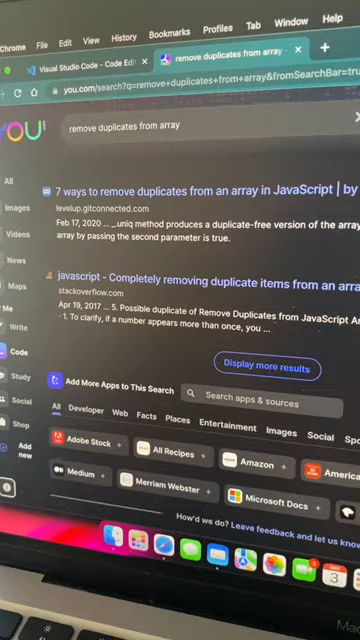 Chrome File Edit View History Bookmarks Profiles Tab Window Help
Visual Studio Code - Code Edi
remove duplicates from array -
you.com/search?q=remove+duplicates+from+array&fromSearchBar=tru
YOU
remove duplicates from array
All
Images
Videos
News
Maps
Me
Write
Code
Study
Social
Shop
Add new
7 ways to remove duplicates from an array in JavaScript | by
levelup.gitconnected.com
Feb 17, 2020 ... _.uniq method produces a duplicate-free version of the array
array by passing the second parameter is true.
javascript - Completely removing duplicate items from an arra
stackoverflow.com
Apr 19, 2017 ... 5. Possible duplicate of Remove Duplicates from JavaScript Ar
· 1. To clarify, if a number appears more than once, you ...
Display more results
Add More Apps to This Search
Search apps & sources
All Developer Web Facts Places Entertainment Images Social Spo
Adobe Stock +
All Recipes +
Amazon +
America
Medium +
Merriam Webster +
Microsoft Docs +
How'd we do? Leave feedback and let us know
DEC
3
Mac